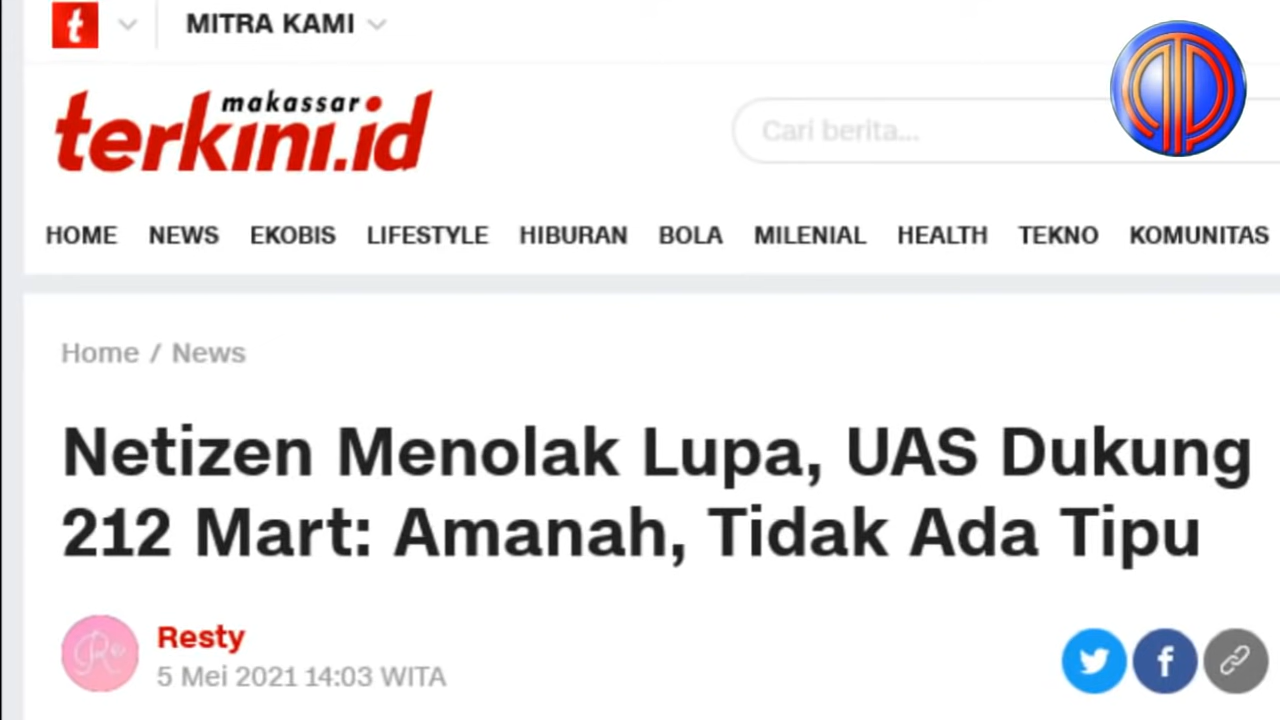 t
MITRA KAMI
makassar
terkini.id
Cari berita...
HOME NEWS EKOBIS LIFESTYLE HIBURAN BOLA MILENIAL HEALTH TEKNO KOMUNITAS
Home / News
Netizen Menolak Lupa, UAS Dukung
212 Mart: Amanah, Tidak Ada Tipu
Resty
5 Mei 2021 14:03 WITA